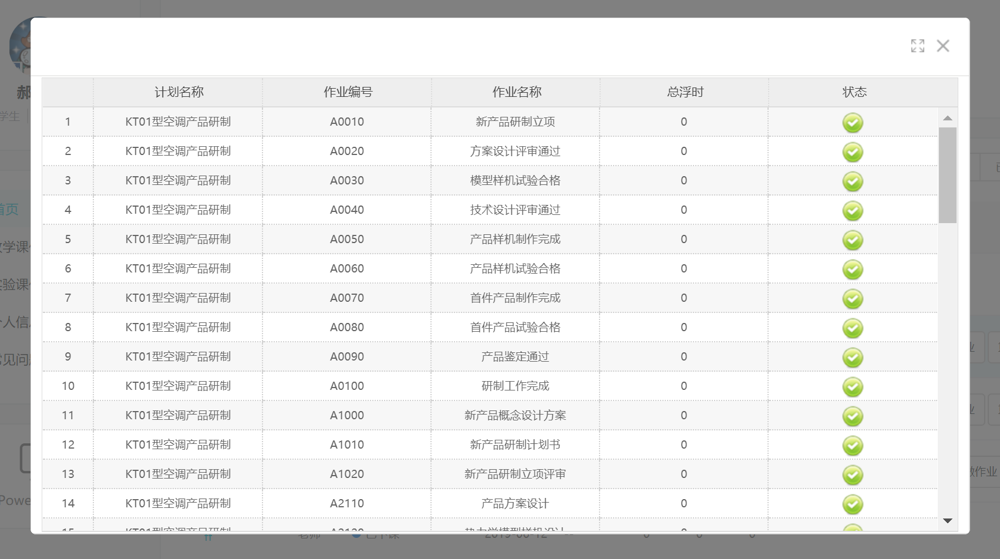 计划名称 作业编号 作业名称 总浮时 状态
1 KT01型空调产品研制 A0010 新产品研制立项 0
2 KT01型空调产品研制 A0020 方案设计评审通过 0
3 KT01型空调产品研制 A0030 模型样机试验合格 0
4 KT01型空调产品研制 A0040 技术设计评审通过 0
5 KT01型空调产品研制 A0050 产品样机制作完成 0
6 KT01型空调产品研制 A0060 产品样机试验合格 0
7 KT01型空调产品研制 A0070 首件产品制作完成 0
8 KT01型空调产品研制 A0080 首件产品试验合格 0
9 KT01型空调产品研制 A0090 产品鉴定通过 0
10 KT01型空调产品研制 A0100 研制工作完成 0
11 KT01型空调产品研制 A1000 新产品概念设计方案 0
12 KT01型空调产品研制 A1010 新产品研制计划书 0
13 KT01型空调产品研制 A1020 新产品研制立项评审 0
14 KT01型空调产品研制 A2110 产品方案设计 0
郝
学生
首页
学课
验课
人信
见问
Powe
作业